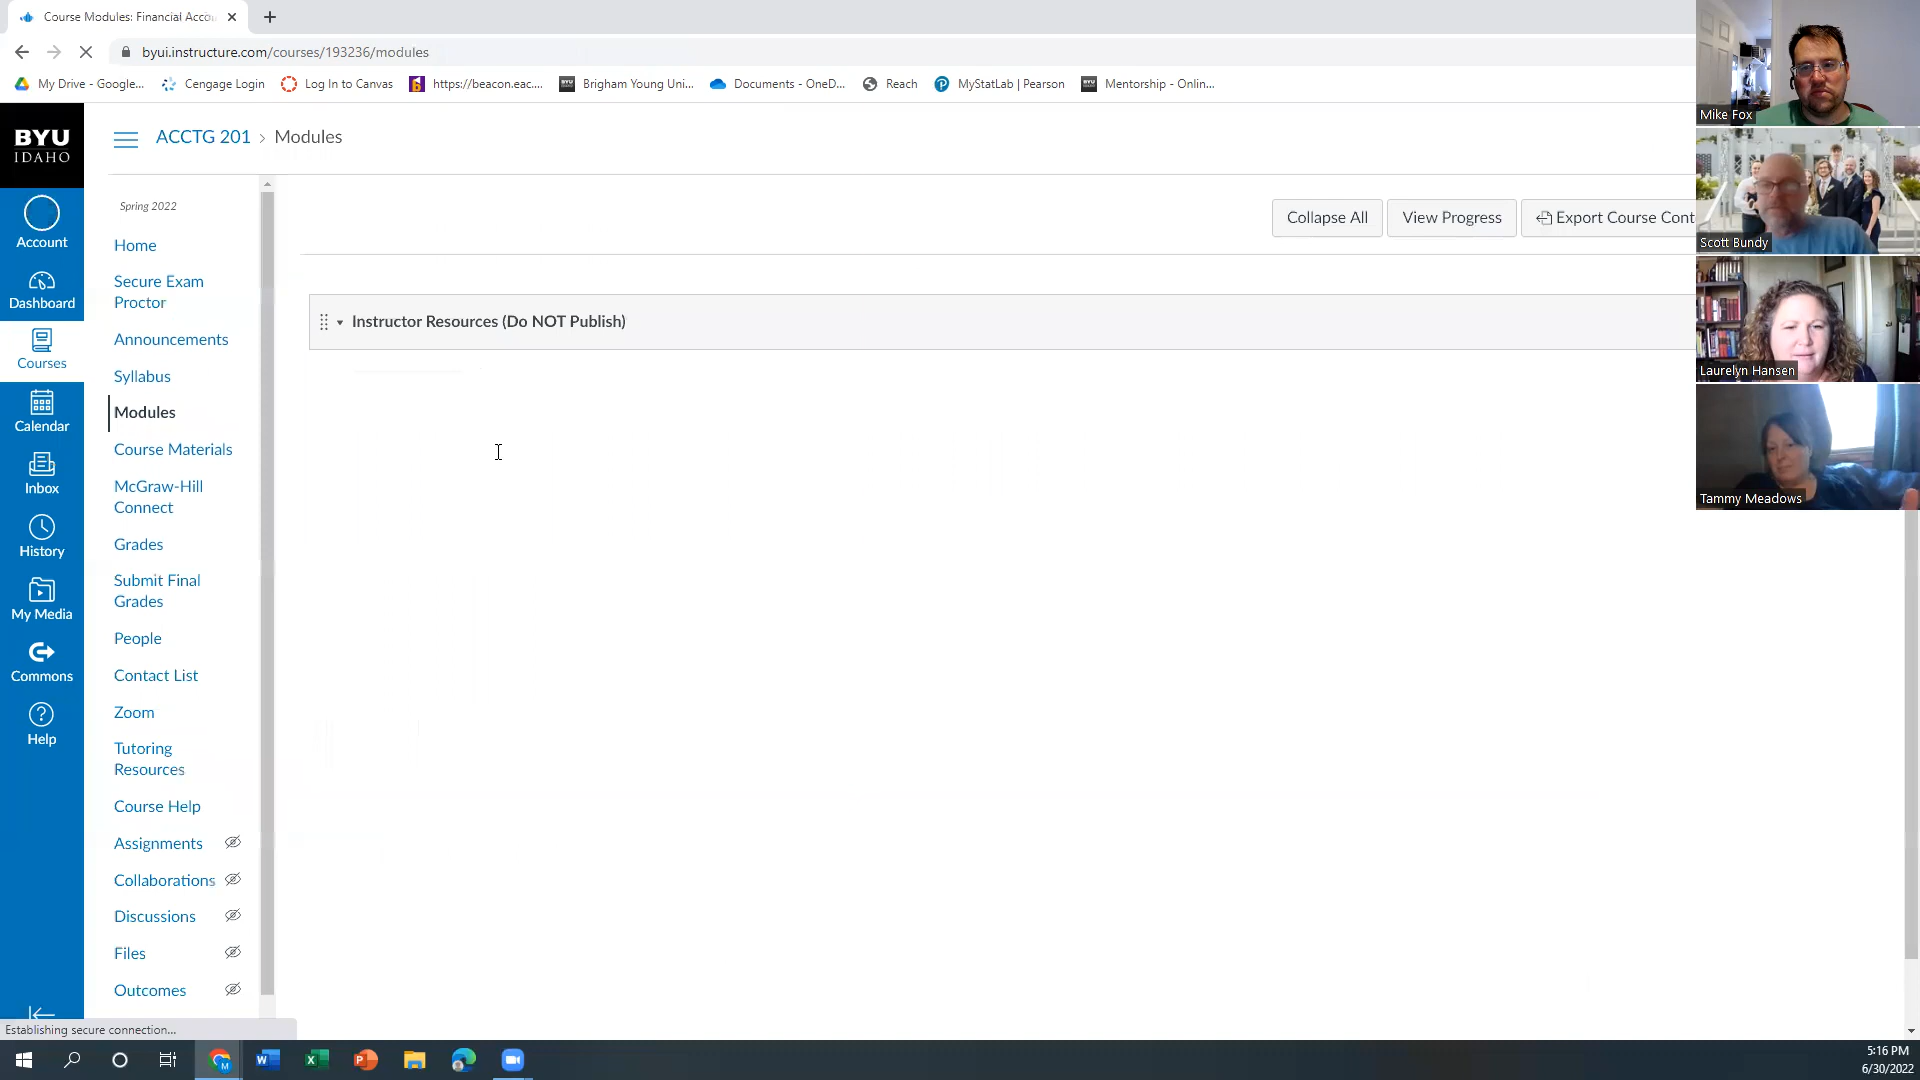 Course Modules: Financial Accou
byui.instructure.com/courses/193236/modules
My Drive - Google...
Cengage Login
Log In to Canvas
https://beacon.eac....
Brigham Young Uni...
Documents - OneD...
Reach
MyStatLab | Pearson
Mentorship - Onlin...
BYU
IDAHO
ACCTG 201 > Modules
Account
Dashboard
Courses
Calendar
Inbox
History
My Media
Commons
Help
Spring 2022
Home
Secure Exam
Proctor
Announcements
Syllabus
Modules
Course Materials
McGraw-Hill
Connect
Grades
Submit Final
Grades
People
Contact List
Zoom
Tutoring
Resources
Course Help
Assignments
Collaborations
Discussions
Files
Outcomes
Collapse All
View Progress
Export Course Cont
Instructor Resources (Do NOT Publish)
Mike Fox
Scott Bundy
Laurelyn Hansen
Tammy Meadows
Establishing secure connection...
5:16 PM
6/30/2022